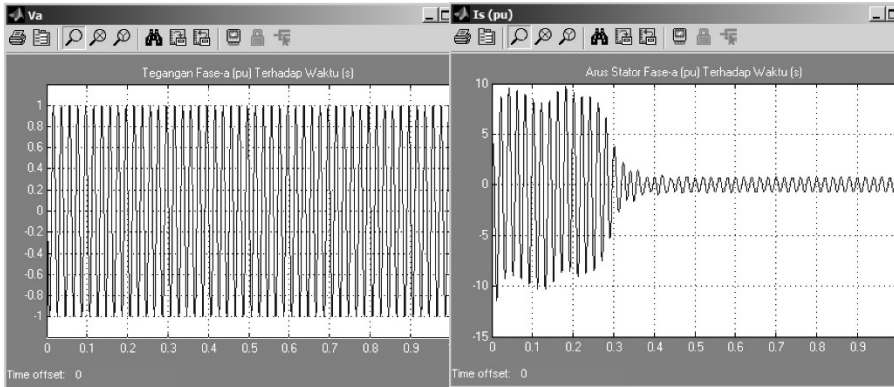 Va
Tegangan Fase-a (pu) Terhadap Waktu (s)
1
0.8
0.6
0.4
0.2
0
-0.2
-0.4
-0.6
-0.8
-1
0 0.1 0.2 0.3 0.4 0.5 0.6 0.7 0.8 0.9
Time offset: 0
Is (pu)
Arus Stator Fase-a (pu) Terhadap Waktu (s)
10
5
0
-5
-10
-15
0 0.1 0.2 0.3 0.4 0.5 0.6 0.7 0.8 0.9
Time offset: 0